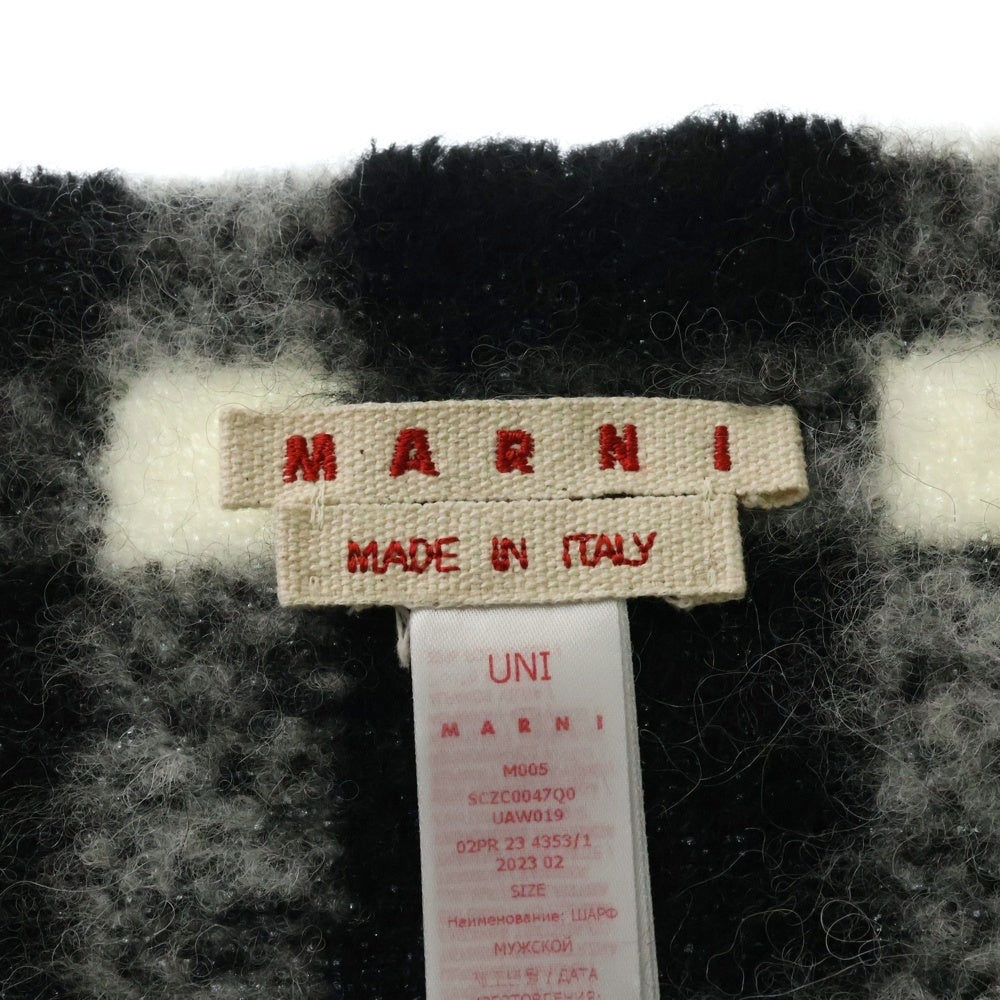 MARNI
MADE IN ITALY
UNI
MARNI
M005
SCZC0047Q0
UAW019
02PR 23 4353/1
2023 02
SIZE
Наименование: ШАРФ
МУЖСКОЙ
/ ДАТА